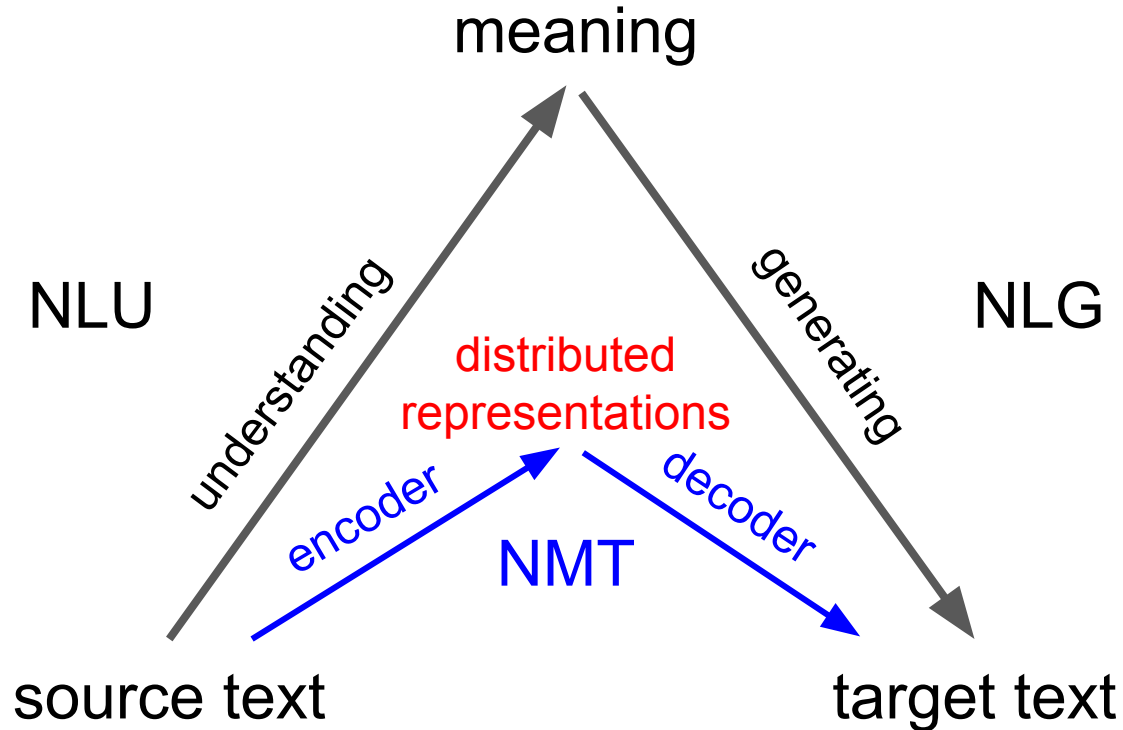 meaning
NLU
understanding
generating
NLG
distributed
representations
encoder
decoder
NMT
source text
target text